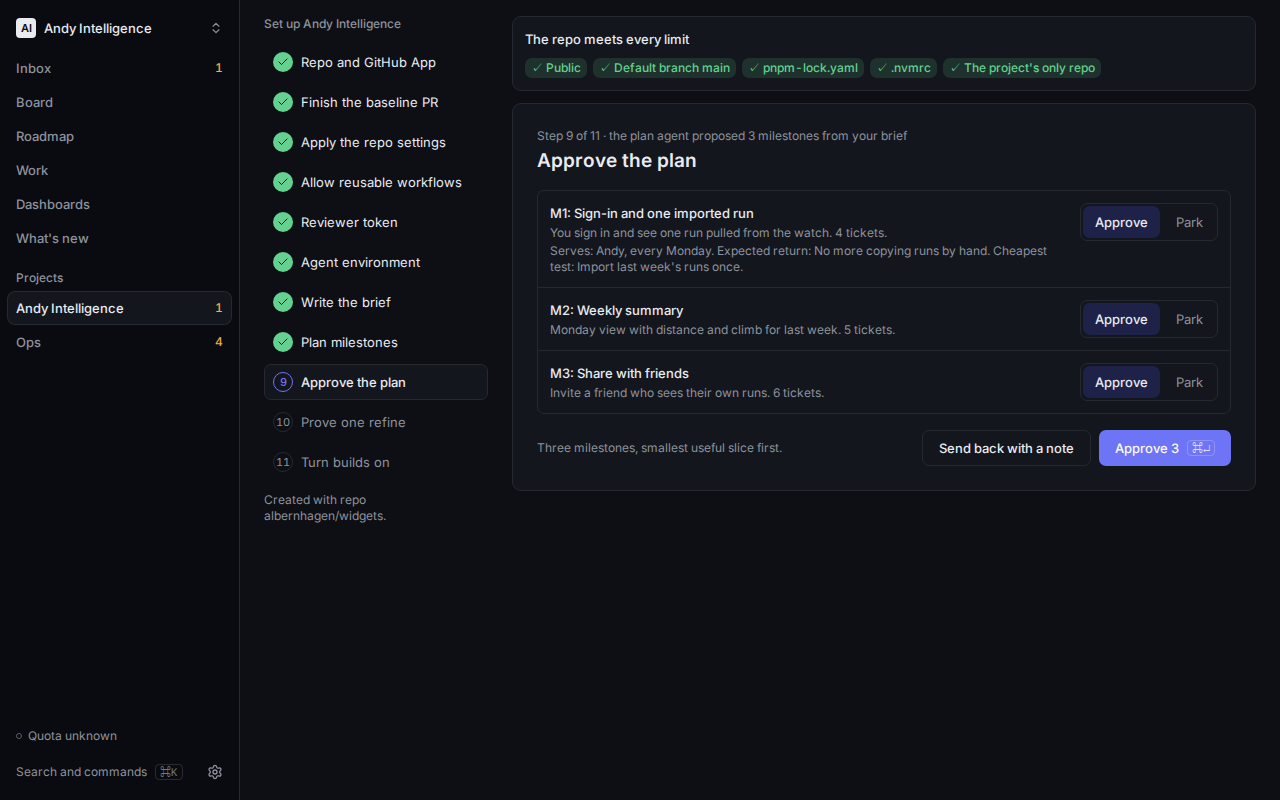 AI Andy Intelligence
Inbox 1
Board
Roadmap
Work
Dashboards
What's new
Projects
Andy Intelligence 1
Ops 4
Quota unknown
Search and commands ⌘K
Set up Andy Intelligence
Repo and GitHub App
Finish the baseline PR
Apply the repo settings
Allow reusable workflows
Reviewer token
Agent environment
Write the brief
Plan milestones
9 Approve the plan
10 Prove one refine
11 Turn builds on
Created with repo
albernhagen/widgets.
The repo meets every limit
✓ Public ✓ Default branch main ✓ pnpm-lock.yaml ✓ .nvmrc ✓ The project's only repo
Step 9 of 11 · the plan agent proposed 3 milestones from your brief
Approve the plan
M1: Sign-in and one imported run
You sign in and see one run pulled from the watch. 4 tickets.
Serves: Andy, every Monday. Expected return: No more copying runs by hand. Cheapest
test: Import last week's runs once.
Approve Park
M2: Weekly summary
Monday view with distance and climb for last week. 5 tickets.
Approve Park
M3: Share with friends
Invite a friend who sees their own runs. 6 tickets.
Approve Park
Three milestones, smallest useful slice first.
Send back with a note
Approve 3 ⌘↵